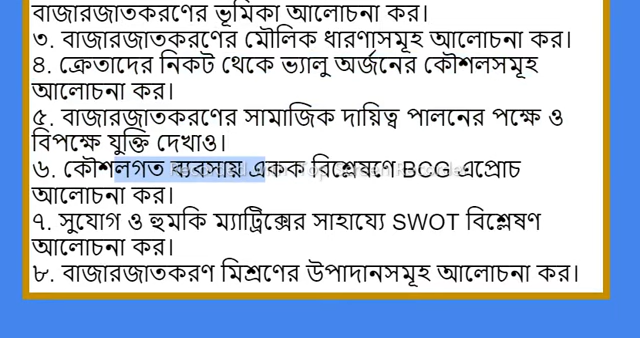 বাজারজাতকরণের ভূমিকা আলোচনা কর।
৩. বাজারজাতকরণের মৌলিক ধারণাসমূহ আলোচনা কর।
৪. ক্রেতাদের নিকট থেকে ভ্যালু অর্জনের কৌশলসমূহ
আলোচনা কর।
৫. বাজারজাতকরণের সামাজিক দায়িত্ব পালনের পক্ষে ও
বিপক্ষে যুক্তি দেখাও।
৬. কৌশলগত ব্যবসায় একক বিশ্লেষণে BCG এপ্রোচ
আলোচনা কর।
৭. সুযোগ ও হুমকি ম্যাট্রিক্সের সাহায্যে SWOT বিশ্লেষণ
আলোচনা কর।
৮. বাজারজাতকরণ মিশ্রণের উপাদানসমূহ আলোচনা কর।